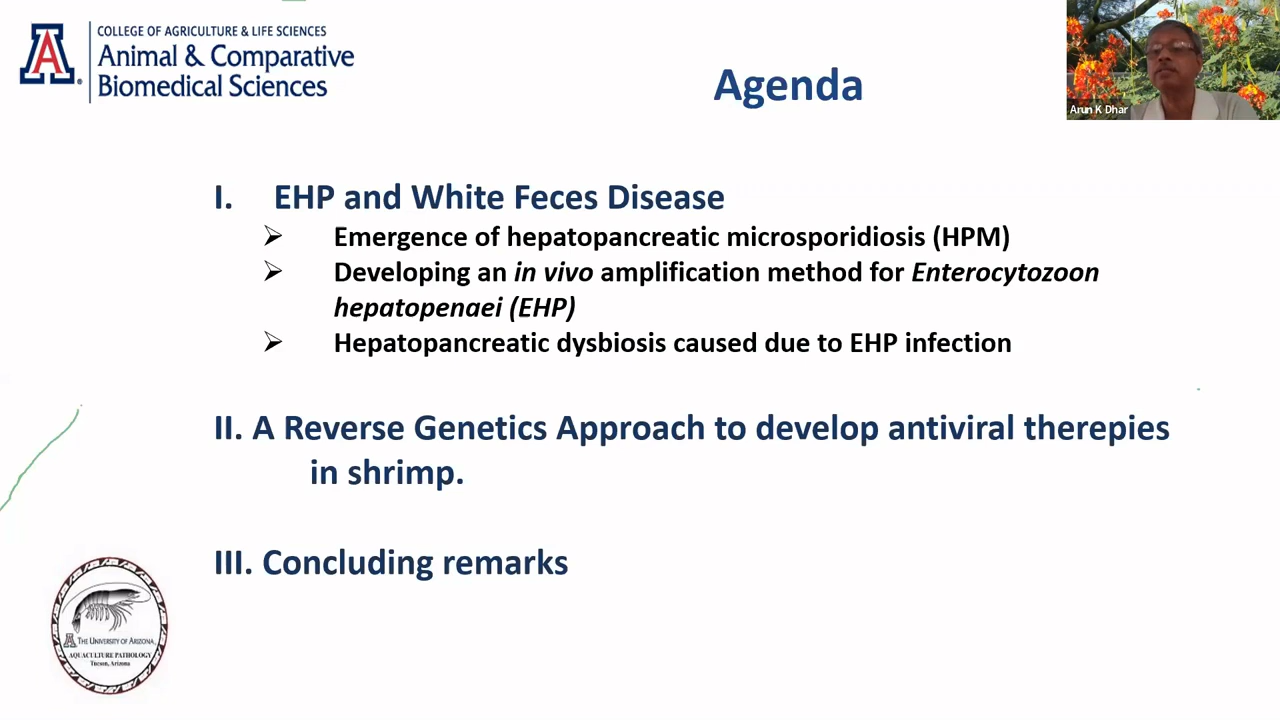 COLLEGE OF AGRICULTURE & LIFE SCIENCES
Animal & Comparative
Biomedical Sciences
Agenda
Arun K Dhar
I. EHP and White Feces Disease
➢ Emergence of hepatopancreatic microsporidiosis (HPM)
➢ Developing an in vivo amplification method for Enterocytozoon
hepatopenaei (EHP)
➢ Hepatopancreatic dysbiosis caused due to EHP infection
II. A Reverse Genetics Approach to develop antiviral therepies
in shrimp.
III. Concluding remarks
THE UNIVERSITY OF ARIZONA
AQUACULTURE PATHOLOGY
Tucson, Arizona